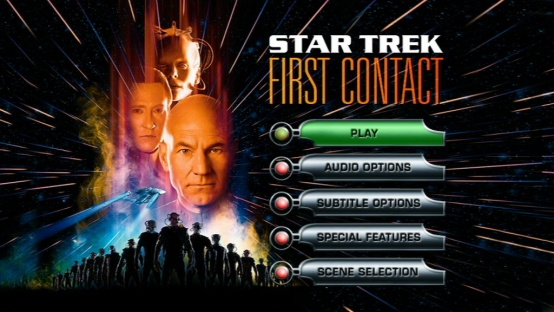 STAR TREK
FIRST CONTACT
PLAY
AUDIO OPTIONS
SUBTITLE OPTIONS
SPECIAL FEATURES
SCENE SELECTION